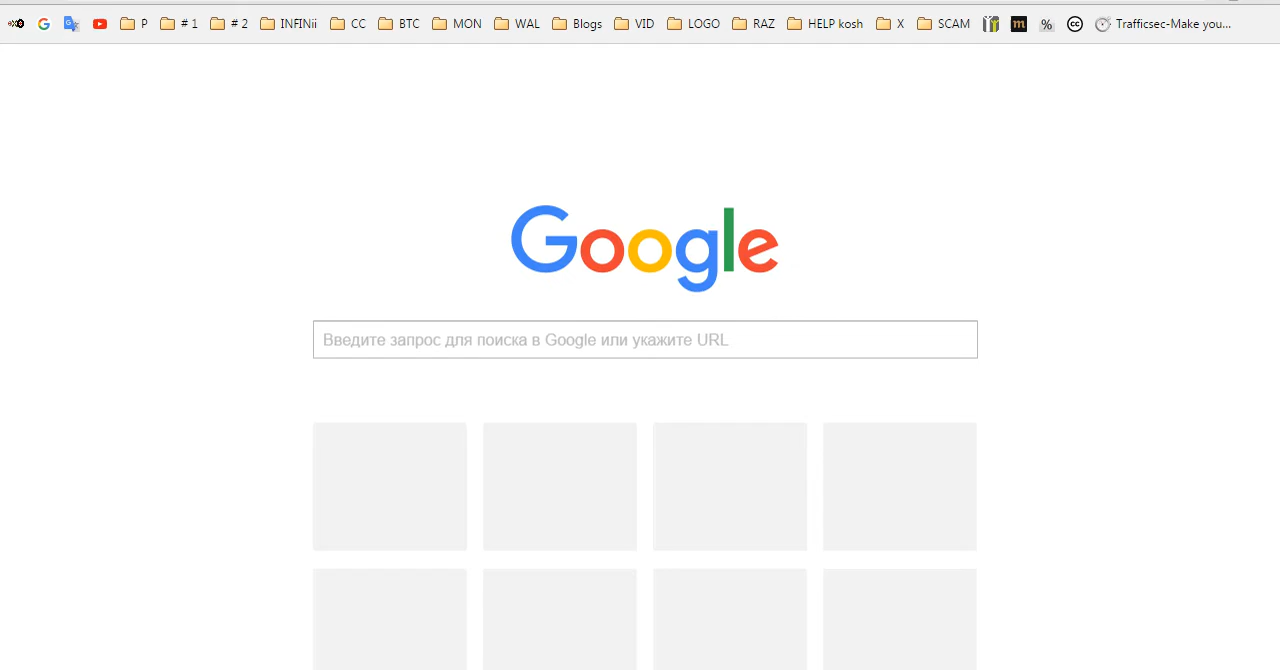 P # 1 # 2 INFINii CC BTC MON WAL Blogs VID LOGO RAZ HELP kosh X SCAM m % cc Trafficsec-Make you...
Google
Введите запрос для поиска в Google или укажите URL